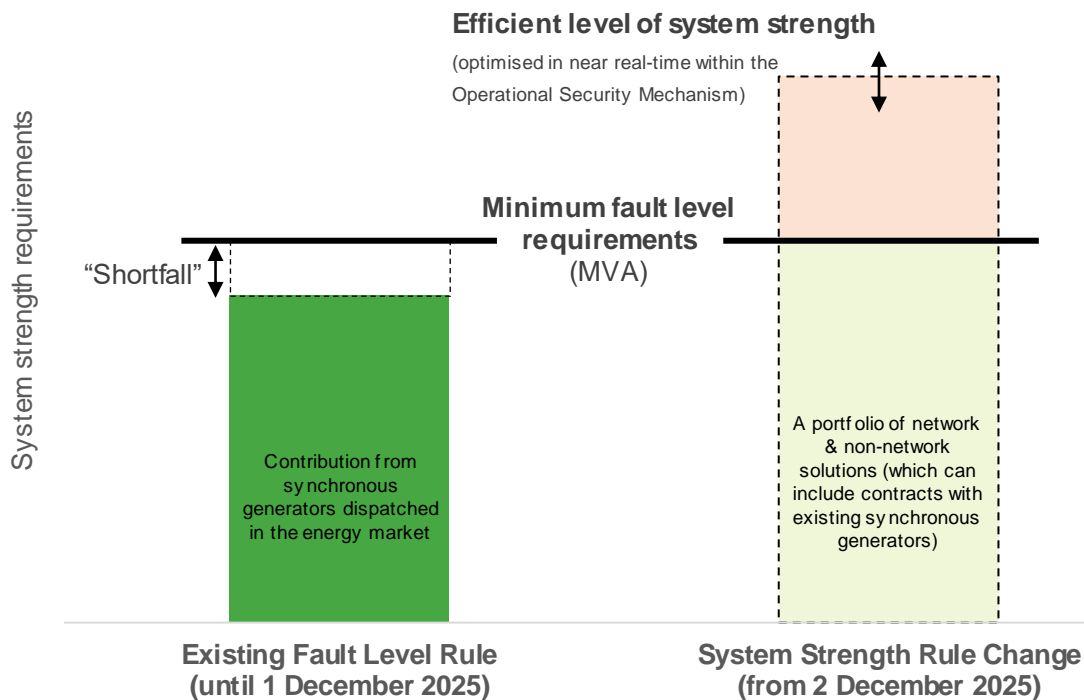 Efficient level of system strength
(optimised in near real-time within the
Operational Security Mechanism)
System strength requirements
Minimum fault level
requirements
(MVA)
“Shortfall”
Contribution from
synchronous
generators dispatched
in the energy market
A portfolio of network
& non-network
solutions (which can
include contracts with
existing synchronous
generators)
Existing Fault Level Rule
(until 1 December 2025)
System Strength Rule Change
(from 2 December 2025)